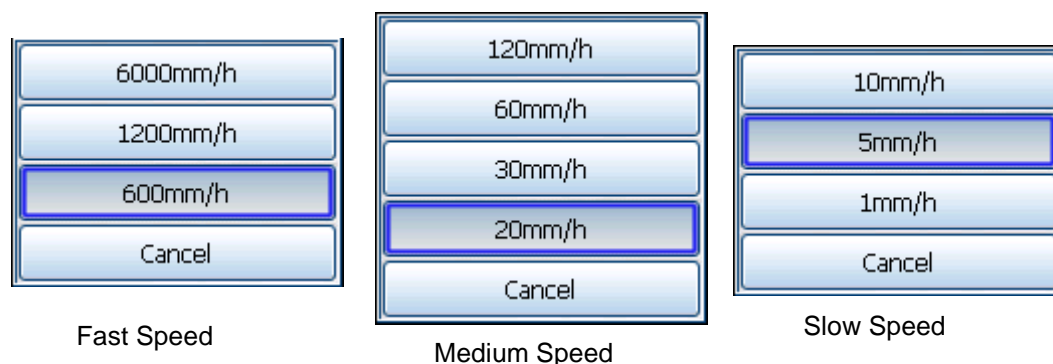 6000mm/h
1200mm/h
600mm/h
Cancel
Fast Speed
120mm/h
60mm/h
30mm/h
20mm/h
Cancel
Medium Speed
10mm/h
5mm/h
1mm/h
Cancel
Slow Speed